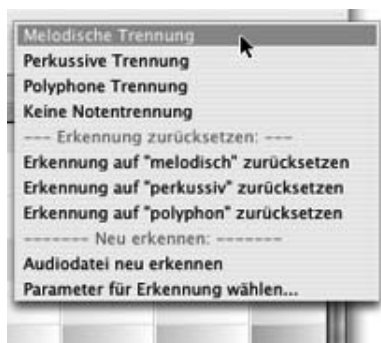 Melodische Trennung
Perkussive Trennung
Polyphone Trennung
Keine Notentrennung
--- Erkennung zurücksetzen: ---
Erkennung auf "melodisch" zurücksetzen
Erkennung auf "perkussiv" zurücksetzen
Erkennung auf "polyphon" zurücksetzen
------- Neu erkennen: -------
Audiodatei neu erkennen
Parameter für Erkennung wählen...